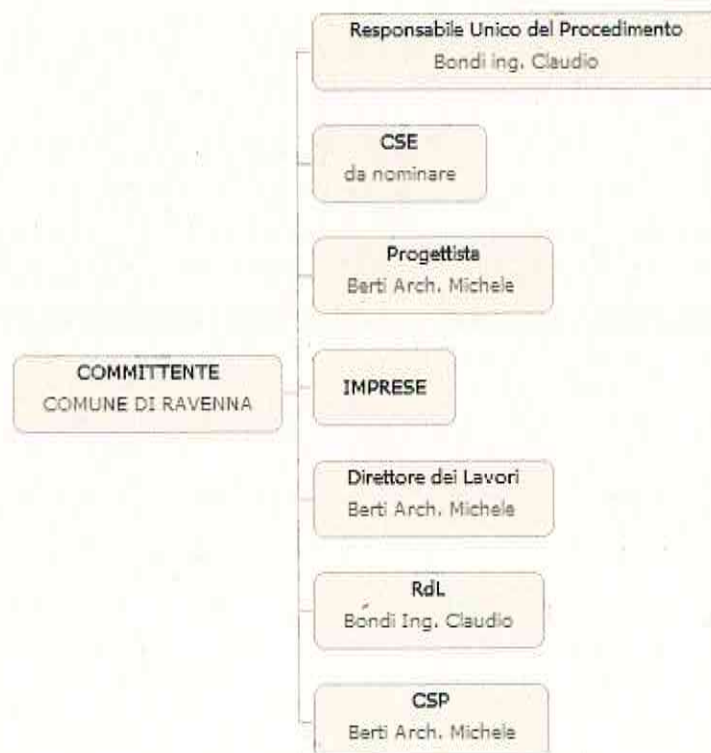 Responsabile Unico del Procedimento
Bondi ing. Claudio
CSE
da nominare
Progettista
Berti Arch. Michele
COMMITTENTE
COMUNE DI RAVENNA
IMPRESE
Direttore dei Lavori
Berti Arch. Michele
RdL
Bondi Ing. Claudio
CSP
Berti Arch. Michele